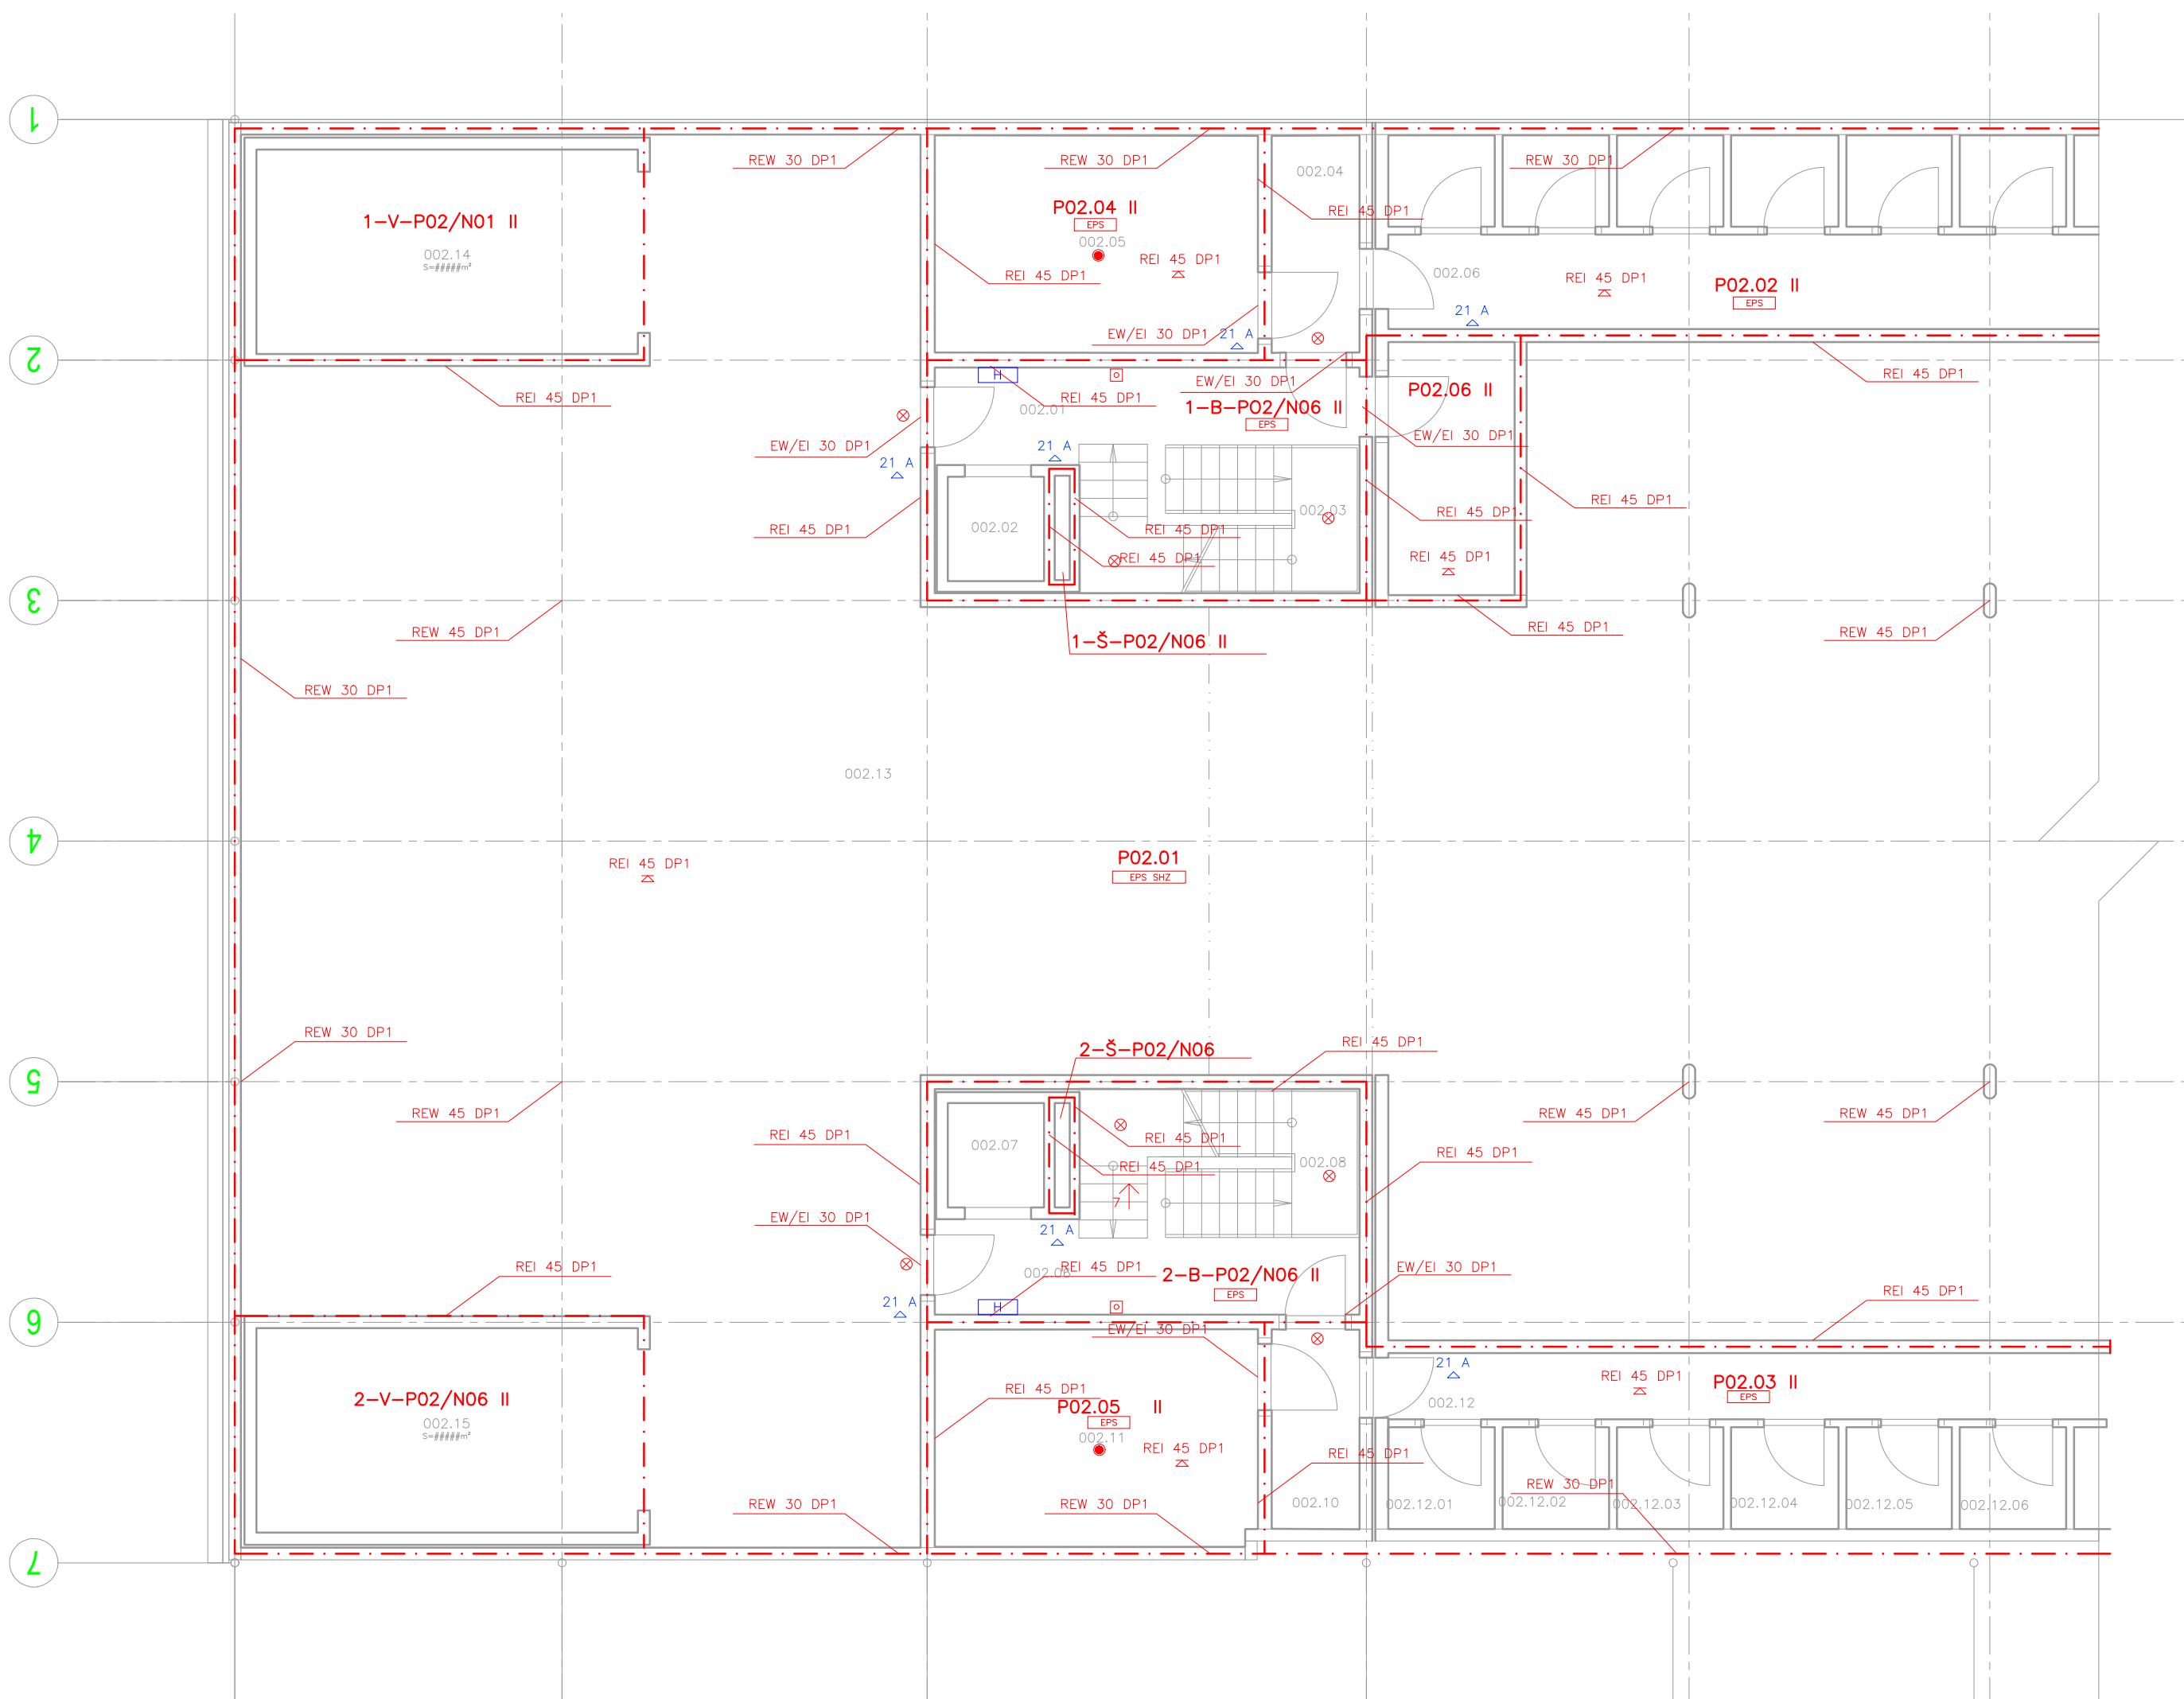 1
REW 30 DP1
REW 30 DP1
REW 30 DP1
002.04
P02.04 II
EPS
002.05
REI 45 DP1
1-V-P02/N01 II
002.14
S=#####m²
REI 45 DP1
REI 45 DP1
002.06
REI 45 DP1
P02.02 II
EPS
21 A
EW/EI 30 DP1
21 A
2
H
EW/EI 30 DP1
REI 45 DP1
REI 45 DP1
REI 45 DP1
002.01
1-B-P02/N06 II
EPS
P02.06 II
EW/EI 30 DP1
21 A
EW/EI 30 DP1
21 A
REI 45 DP1
REI 45 DP1
002.03
REI 45 DP1
002.02
REI 45 DP1
REI 45 DP1
REI 45 DP1
3
REW 45 DP1
1-Š-P02/N06 II
REI 45 DP1
REW 45 DP1
REW 30 DP1
002.13
4
REI 45 DP1
P02.01
EPS SHZ
REW 30 DP1
2-Š-P02/N06
REI 45 DP1
5
REW 45 DP1
REW 45 DP1
REW 45 DP1
REI 45 DP1
002.07
REI 45 DP1
REI 45 DP1
002.08
REI 45 DP1
7
EW/EI 30 DP1
21 A
REI 45 DP1
002.06
REI 45 DP1
2-B-P02/N06 II
EPS
EW/EI 30 DP1
REI 45 DP1
21 A
H
6
EW/EI 30 DP1
21 A
REI 45 DP1
P02.03 II
EPS
2-V-P02/N06 II
002.15
S=#####m²
REI 45 DP1
P02.05 II
EPS
002.11
REI 45 DP1
REI 45 DP1
002.12
REW 30 DP1
REW 30 DP1
002.10
002.12.01
002.12.02
REW 30 DP1
002.12.03
002.12.04
002.12.05
002.12.06
7